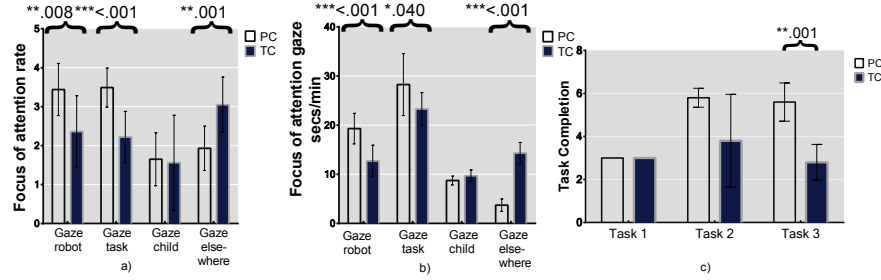 **.008 ***<.001 **.001
Focus of attention rate
5
4
3
2
1
0
PC
TC
Gaze robot
Gaze task
Gaze child
Gaze else-where
a)
***<.001 *.040 ***<.001
Focus of attention gaze
secs/min
40
30
20
10
0
PC
TC
Gaze robot
Gaze task
Gaze child
Gaze else-where
b)
**.001
Task Completion
8
6
4
2
0
PC
TC
Task 1
Task 2
Task 3
c)